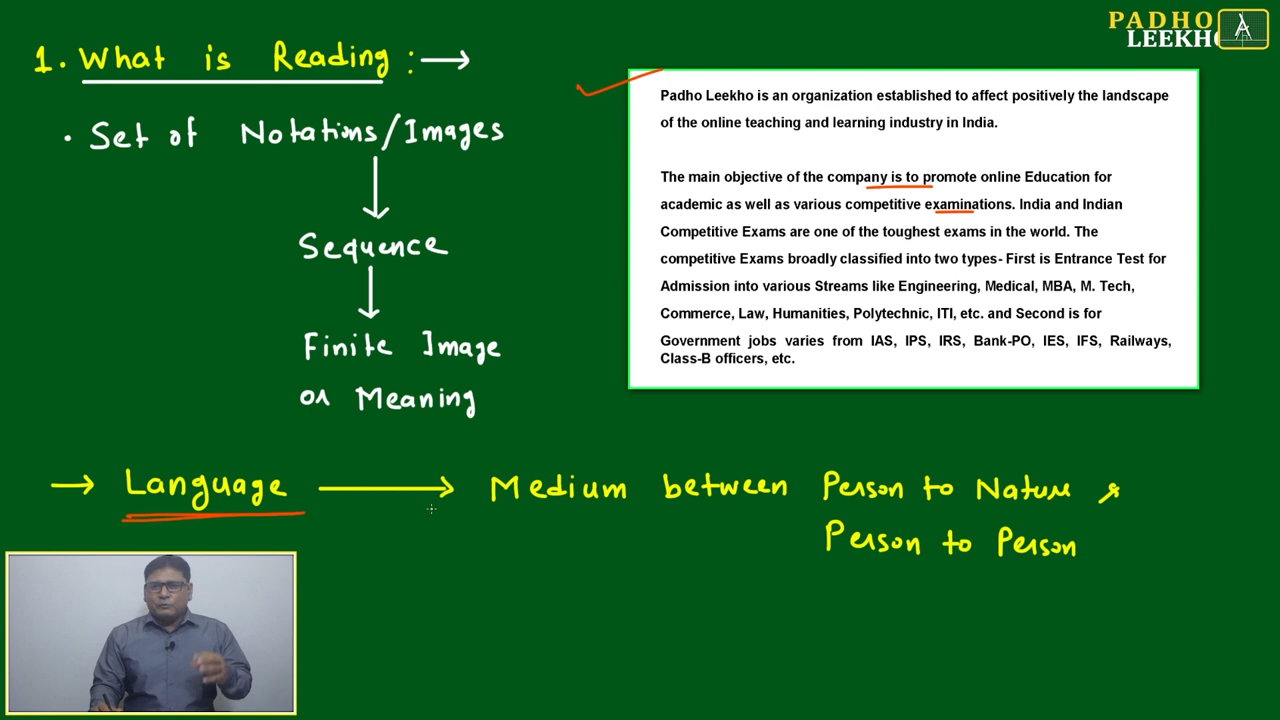 1. What is Reading :→
PADHO
LEEKHO
• Set of Notations/Images
Sequence
Finite Image
or Meaning
Padho Leekho is an organization established to affect positively the landscape
of the online teaching and learning industry in India.
The main objective of the company is to promote online Education for
academic as well as various competitive examinations. India and Indian
Competitive Exams are one of the toughest exams in the world. The
competitive Exams broadly classified into two types- First is Entrance Test for
Admission into various Streams like Engineering, Medical, MBA, M. Tech,
Commerce, Law, Humanities, Polytechnic, ITI, etc. and Second is for
Government jobs varies from IAS, IPS, IRS, Bank-PO, IES, IFS, Railways,
Class-B officers, etc.
→ Language → Medium between Person to Nature &
Person to Person